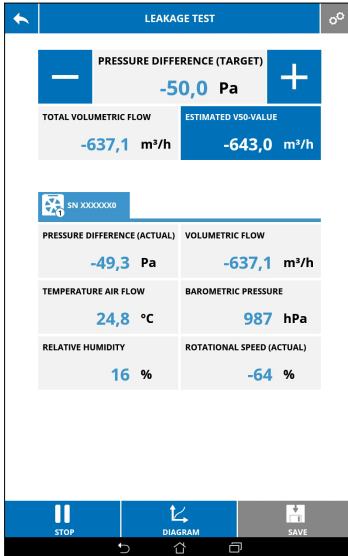 LEAKAGE TEST
PRESSURE DIFFERENCE (TARGET)
-50,0 Pa
TOTAL VOLUMETRIC FLOW
-637,1 m³/h
ESTIMATED V50-VALUE
-643,0 m³/h
1
SN XXXXXX0
PRESSURE DIFFERENCE (ACTUAL)
-49,3 Pa
VOLUMETRIC FLOW
-637,1 m³/h
TEMPERATURE AIR FLOW
24,8 °C
BAROMETRIC PRESSURE
987 hPa
RELATIVE HUMIDITY
16 %
ROTATIONAL SPEED (ACTUAL)
-64 %
STOP
DIAGRAM
SAVE